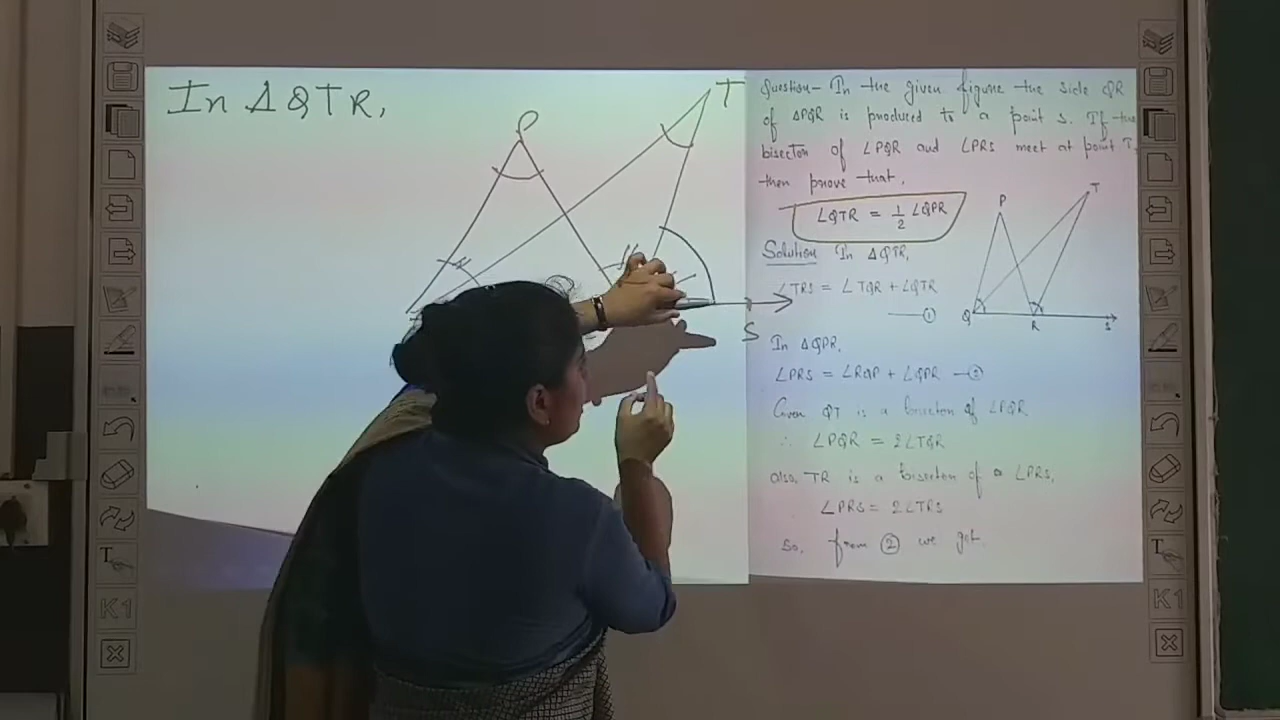 In Δ QTR,
P
T
S
Question- In the given figure the side QR
of ΔPQR is produced to a point S. If the
bisector of ∠PQR and ∠PRS meet at point T,
then prove that,
∠QTR = 1/2 ∠QPR
Solution In ΔQTR,
∠TRS = ∠TQR + ∠QTR
—①
In ΔQPR,
∠PRS = ∠RQP + ∠QPR —②
Given QT is a bisector of ∠PQR
∴ ∠PQR = 2∠TQR
also, TR is a bisector of ∠PRS,
∠PRS = 2∠TRS
So, from ② we get.
P
T
Q
R
S
K1
K1